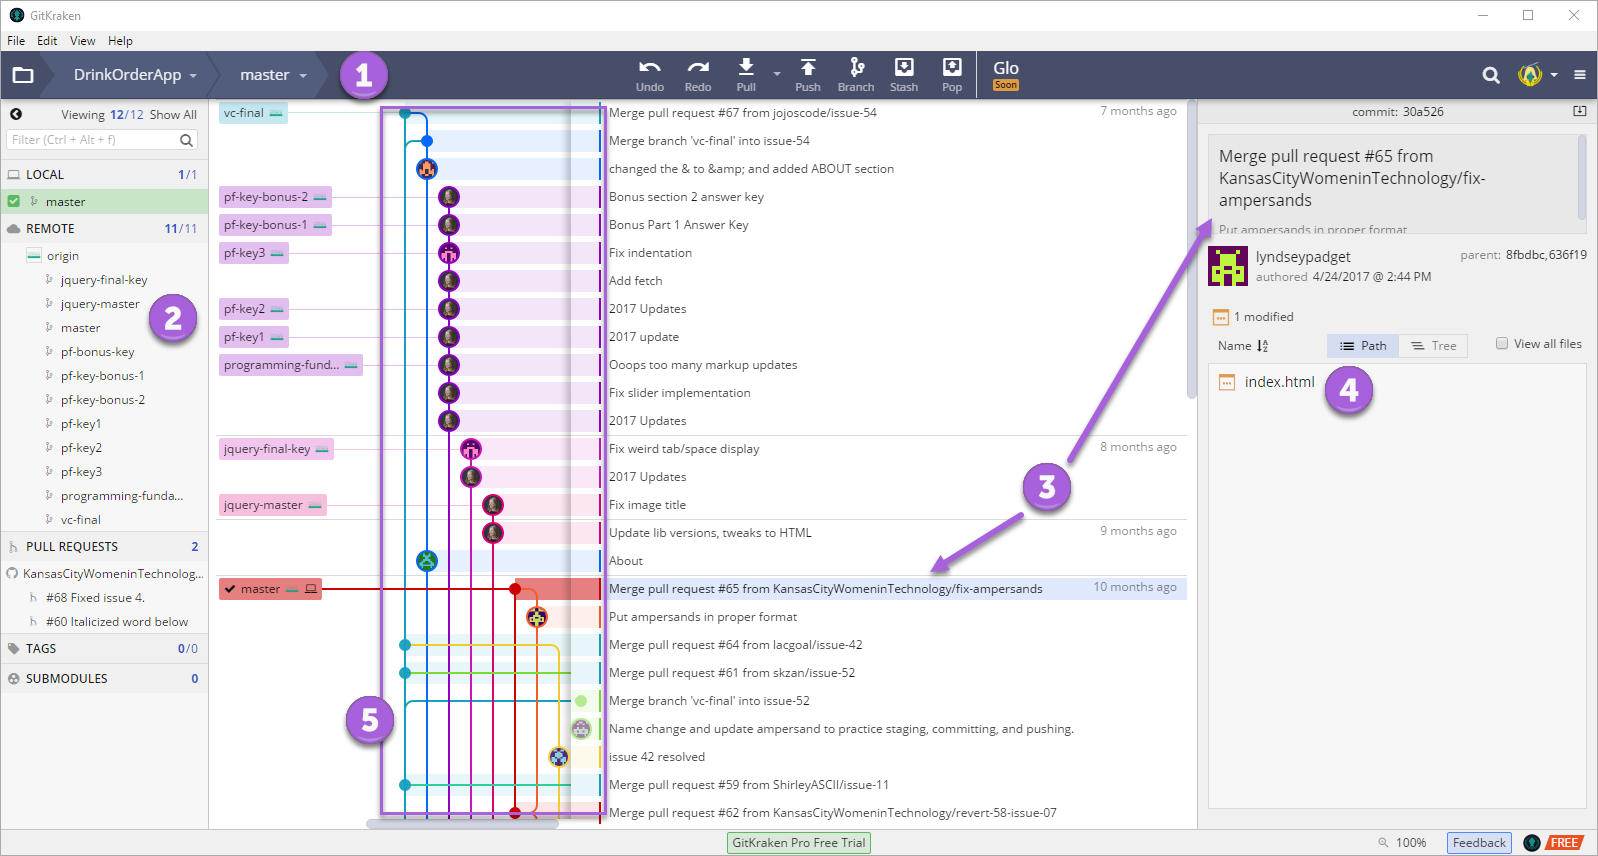 GitKraken
File Edit View Help
DrinkOrderApp master 1
Undo Redo Pull Push Branch Stash Pop
Glo
Soon
Viewing 12/12 Show All
Filter (Ctrl + Alt + f)
LOCAL 1/1
master
REMOTE 11/11
origin
jquery-final-key
jquery-master
master
pf-bonus-key
pf-key-bonus-1
pf-key-bonus-2
pf-key1
pf-key2
pf-key3
programming-funda...
vc-final
2
PULL REQUESTS 2
KansasCityWomeninTechnolog...
#68 Fixed issue 4.
#60 Italicized word below
TAGS 0/0
SUBMODULES 0
vc-final Merge pull request #67 from jojoscode/issue-54 7 months ago
Merge branch 'vc-final' into issue-54
changed the & to &amp; and added ABOUT section
pf-key-bonus-2 Bonus section 2 answer key
pf-key-bonus-1 Bonus Part 1 Answer Key
pf-key3 Fix indentation
Add fetch
pf-key2 2017 Updates
pf-key1 2017 update
programming-fund... Ooops too many markup updates
Fix slider implementation
2017 Updates
jquery-final-key Fix weird tab/space display 8 months ago
2017 Updates
jquery-master Fix image title
Update lib versions, tweaks to HTML 9 months ago
About
master Merge pull request #65 from KansasCityWomeninTechnology/fix-ampersands 10 months ago
Put ampersands in proper format
Merge pull request #64 from lacgoal/issue-42
Merge pull request #61 from skzan/issue-52
Merge branch 'vc-final' into issue-52
Name change and update ampersand to practice staging, committing, and pushing.
issue 42 resolved
Merge pull request #59 from ShirleyASCII/issue-11
Merge pull request #62 from KansasCityWomeninTechnology/revert-58-issue-07
5
3
commit: 30a526
Merge pull request #65 from
KansasCityWomeninTechnology/fix-
ampersands
Put ampersands in proper format
lyndseypadget parent: 8fbdbc,636f19
authored 4/24/2017 @ 2:44 PM
1 modified
Name Path Tree View all files
index.html 4
GitKraken Pro Free Trial 100% Feedback FREE